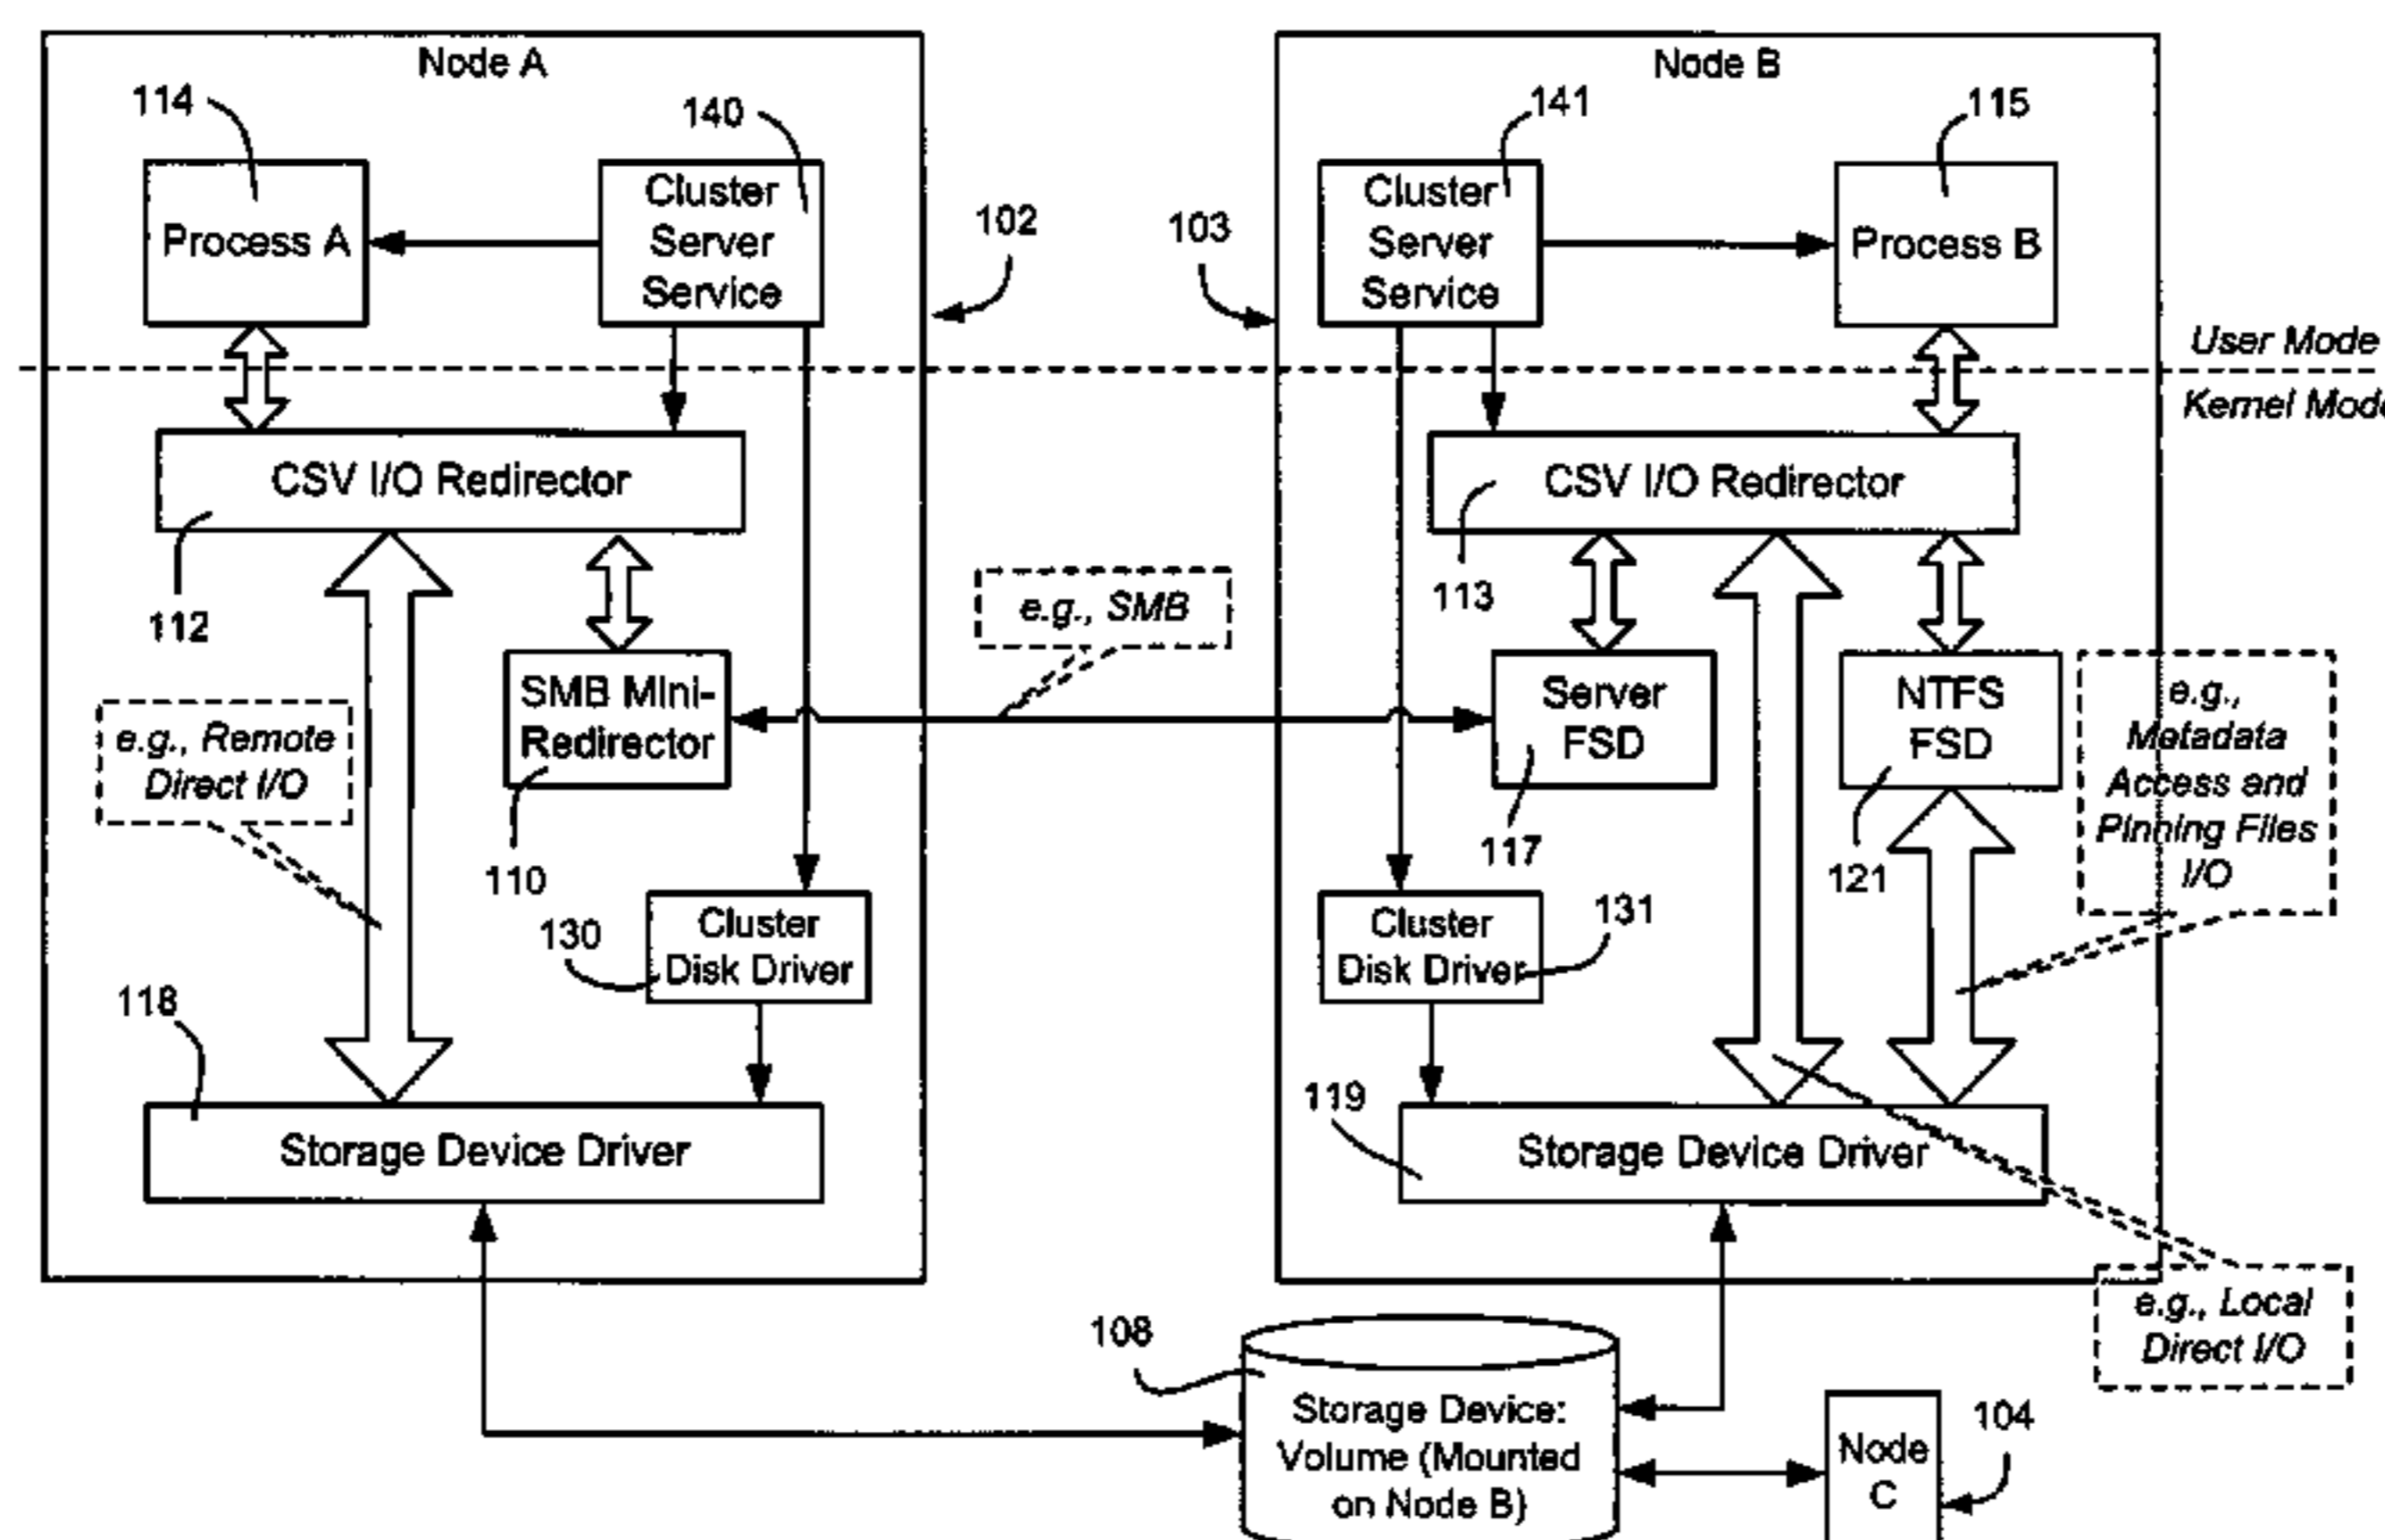 Node A
Node B
114
140
141
115
Process A
Cluster
Server
Service
102
103
Cluster
Server
Service
Process B
User Mode
Kernel Mode
CSV I/O Redirector
CSV I/O Redirector
112
e.g., SMB
113
SMB Mini-
Redirector
Server
FSD
NTFS
FSD
e.g.,
Metadata
Access and
Pinning Files
I/O
e.g., Remote
Direct I/O
110
117
121
130
Cluster
Disk Driver
Cluster
Disk Driver
131
118
119
Storage Device Driver
Storage Device Driver
e.g., Local
Direct I/O
108
Storage Device:
Volume (Mounted
on Node B)
Node
C
104